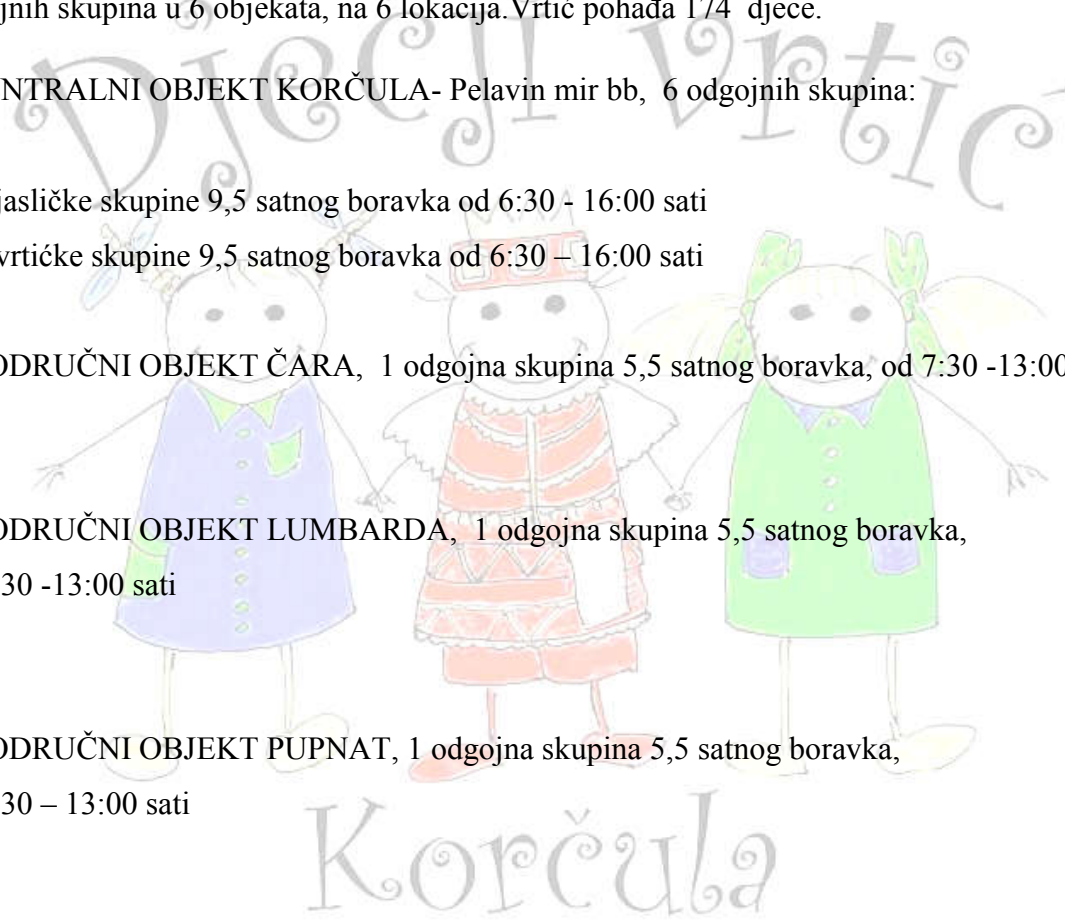 jnih skupina u 6 objekata, na 6 lokacija.Vrtić pohađa 174 djece.
Dječji vrtić
NTRALNI OBJEKT KORČULA- Pelavin mir bb, 6 odgojnih skupina:
jasličke skupine 9,5 satnog boravka od 6:30 - 16:00 sati
vrtićke skupine 9,5 satnog boravka od 6:30 – 16:00 sati
ODRUČNI OBJEKT ČARA, 1 odgojna skupina 5,5 satnog boravka, od 7:30 -13:00
ODRUČNI OBJEKT LUMBARDA, 1 odgojna skupina 5,5 satnog boravka,
30 -13:00 sati
ODRUČNI OBJEKT PUPNAT, 1 odgojna skupina 5,5 satnog boravka,
30 – 13:00 sati
Korčula